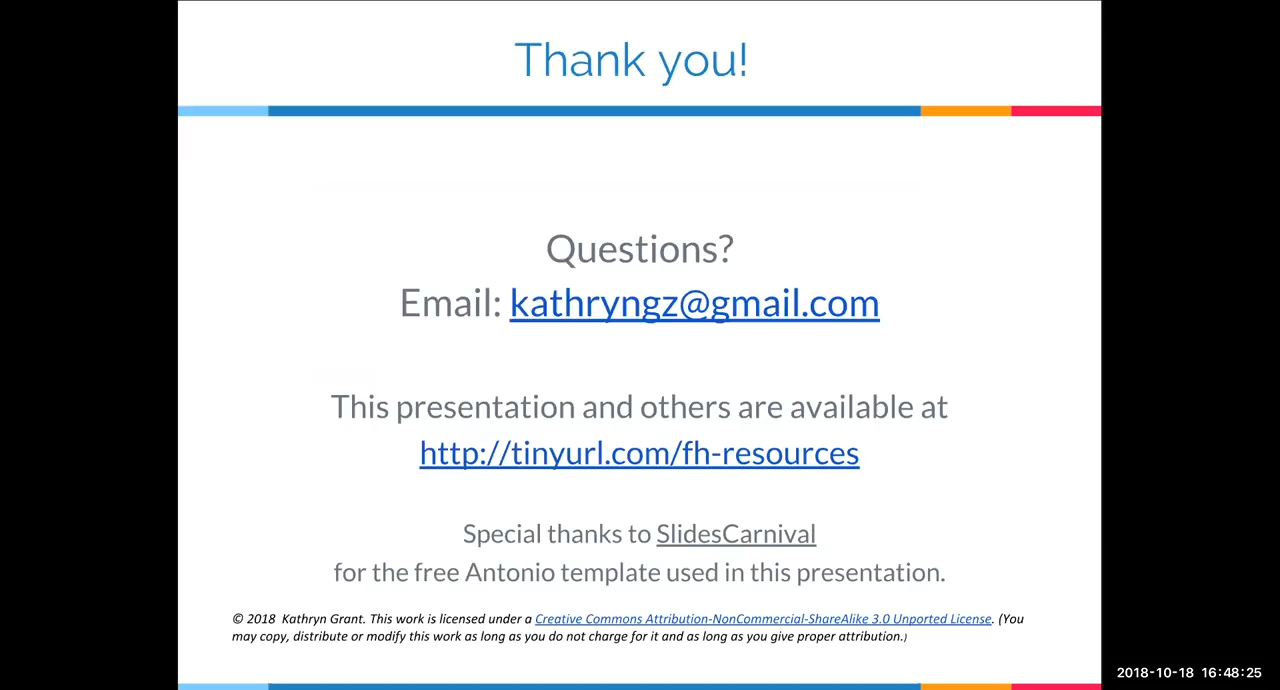 Thank you!
Questions?
Email: kathryngz@gmail.com
This presentation and others are available at
http://tinyurl.com/fh-resources
Special thanks to SlidesCarnival
for the free Antonio template used in this presentation.
© 2018 Kathryn Grant. This work is licensed under a Creative Commons Attribution-NonCommercial-ShareAlike 3.0 Unported License. (You
may copy, distribute or modify this work as long as you do not charge for it and as long as you give proper attribution.)
2018-10-18 16:48:25